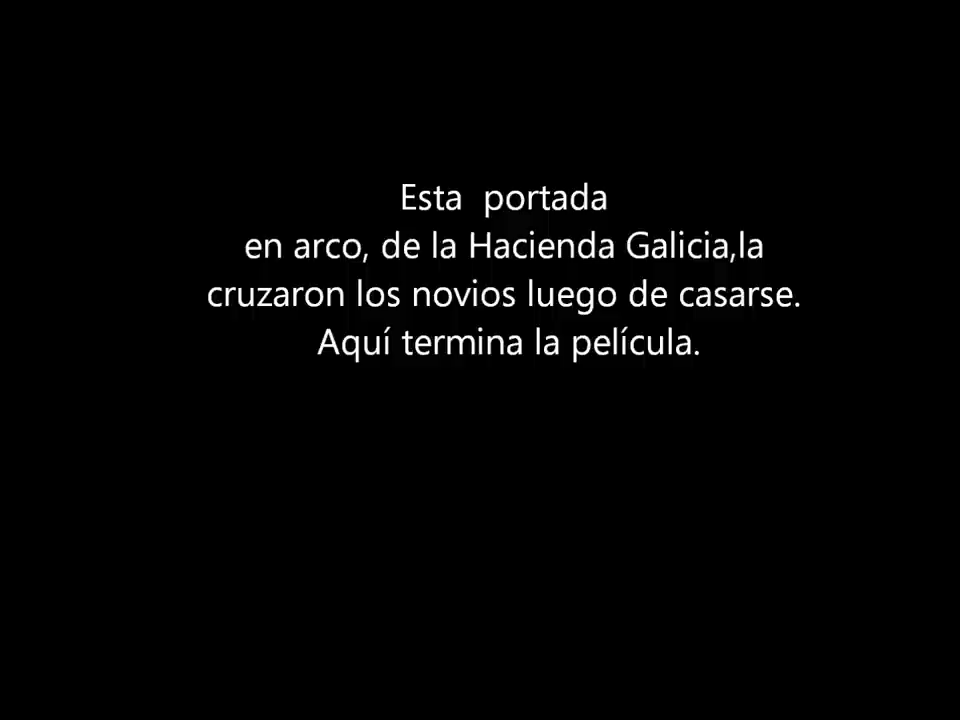 Esta  portada
en arco, de la Hacienda Galicia,la
cruzaron los novios luego de casarse.
Aquí termina la película.